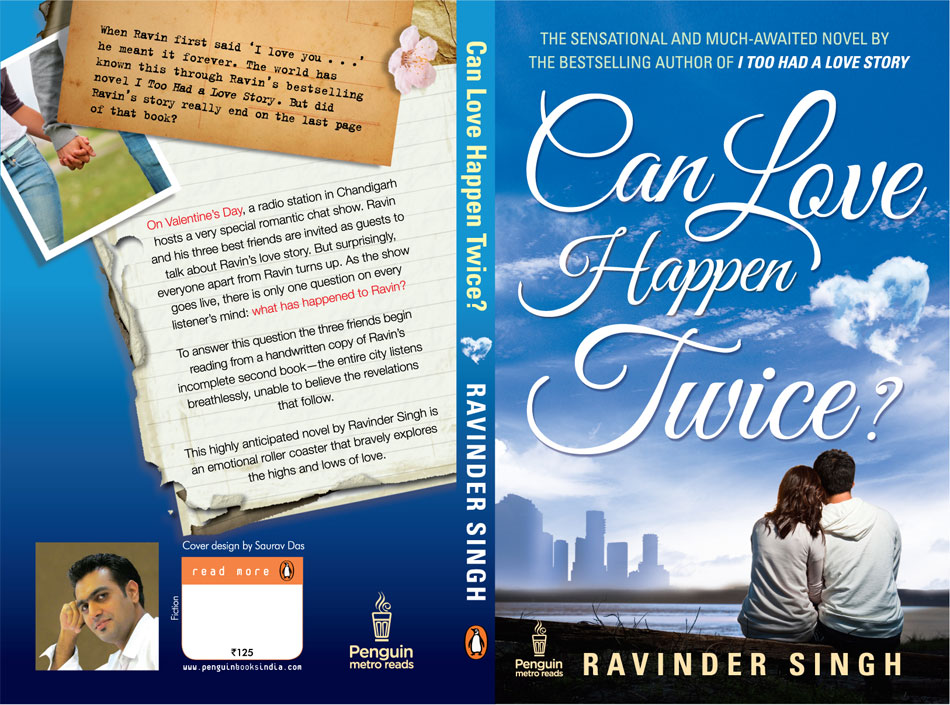 When Ravin first said 'I love you . . .'
he meant it forever. The world has
known this through Ravin's bestselling
novel I Too Had a Love Story. But did
Ravin's story really end on the last page
of that book?
On Valentine's Day, a radio station in Chandigarh
hosts a very special romantic chat show. Ravin
and his three best friends are invited as guests to
talk about Ravin's love story. But surprisingly,
everyone apart from Ravin turns up. As the show
goes live, there is only one question on every
listener's mind: what has happened to Ravin?
To answer this question the three friends begin
reading from a handwritten copy of Ravin's
incomplete second book—the entire city listens
breathlessly, unable to believe the revelations
that follow.
This highly anticipated novel by Ravinder Singh is
an emotional roller coaster that bravely explores
the highs and lows of love.
Cover design by Saurav Das
read more
Fiction
₹125
www.penguinbooksindia.com
Penguin
metro reads
Can Love Happen Twice?
RAVINDER SINGH
THE SENSATIONAL AND MUCH-AWAITED NOVEL BY
THE BESTSELLING AUTHOR OF I TOO HAD A LOVE STORY
Can Love
Happen
Twice?
Penguin
metro reads
RAVINDER SINGH